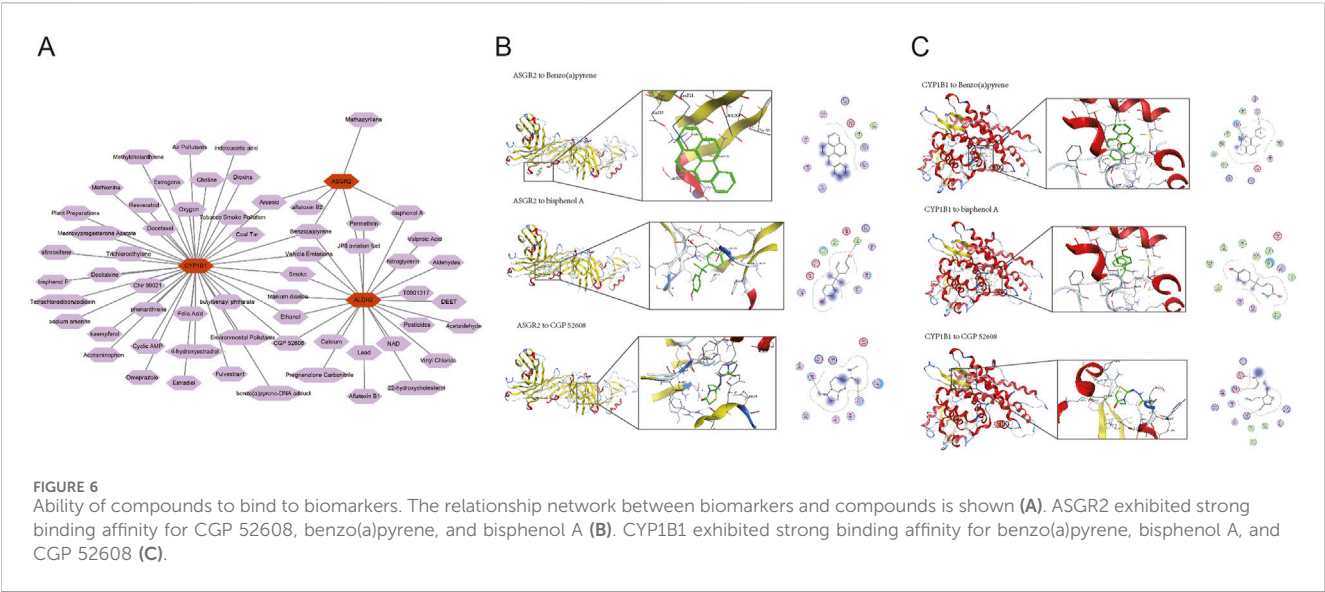 A
B
C
Methapyrilene
ASGR2
Air Pollutants
indoleacetic acid
Methylcholanthrene
Estrogens
Choline
Dioxins
Methionine
Resveratrol
Oxygen
Tobacco Smoke Pollution
Arsenic
aflatoxin B2
bisphenol A
Plant Preparations
Docetaxel
Coal Tar
Benzo(a)pyrene
Permethrin
JP8 aviation fuel
Medroxyprogesterone Acetate
Trichloroethylene
Vehicle Emissions
Valproic Acid
afimoxifene
CYP1B1
Smoke
Nitroglycerin
Aldehydes
bisphenol F
Decitabine
Chir 99021
butylbenzyl phthalate
titanium dioxide
ALDH2
T0901317
DEET
Tetrachlorodibenzodioxin
phenanthrene
Folic Acid
Ethanol
Pesticides
Acetaldehyde
sodium arsenite
kaempferol
Cyclic AMP
4-hydroxyestradiol
Environmental Pollutants
CGP 52608
Calcium
Lead
NAD
Vinyl Chloride
Acetaminophen
Omeprazole
Estradiol
Fulvestrant
Pregnenolone Carbonitrile
benzo(a)pyrene-DNA adduct
Aflatoxin B1
22-hydroxycholesterol
ASGR2 to Benzo(a)pyrene
ASGR2 to bisphenol A
ASGR2 to CGP 52608
CYP1B1 to Benzo(a)pyrene
CYP1B1 to bisphenol A
CYP1B1 to CGP 52608
FIGURE 6
Ability of compounds to bind to biomarkers. The relationship network between biomarkers and compounds is shown (A). ASGR2 exhibited strong
binding affinity for CGP 52608, benzo(a)pyrene, and bisphenol A (B). CYP1B1 exhibited strong binding affinity for benzo(a)pyrene, bisphenol A, and
CGP 52608 (C).